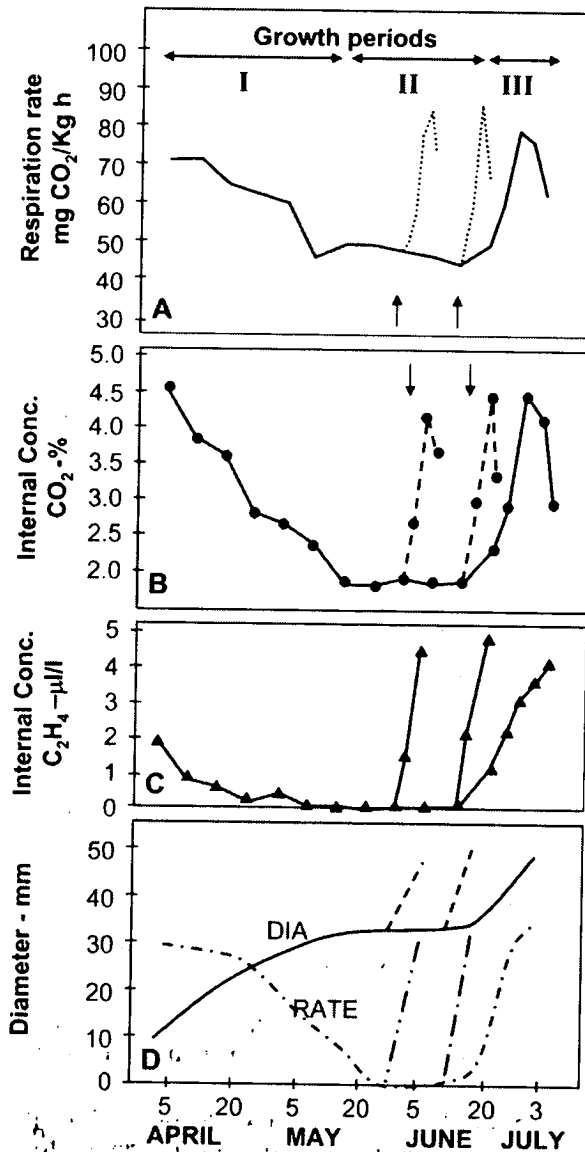 Growth periods
I II III
Respiration rate
mg CO₂/Kg h
100
90
80
70
60
50
40
30
A
Internal Conc.
CO₂-%
5.0
4.5
4.0
3.5
3.0
2.5
2.0
B
Internal Conc.
C₂H₄–µl/l
5
4
3
2
1
0
C
Diameter - mm
50
40
30
20
10
0
DIA
RATE
D
5 20 5 20 5 20 3
APRIL MAY JUNE JULY